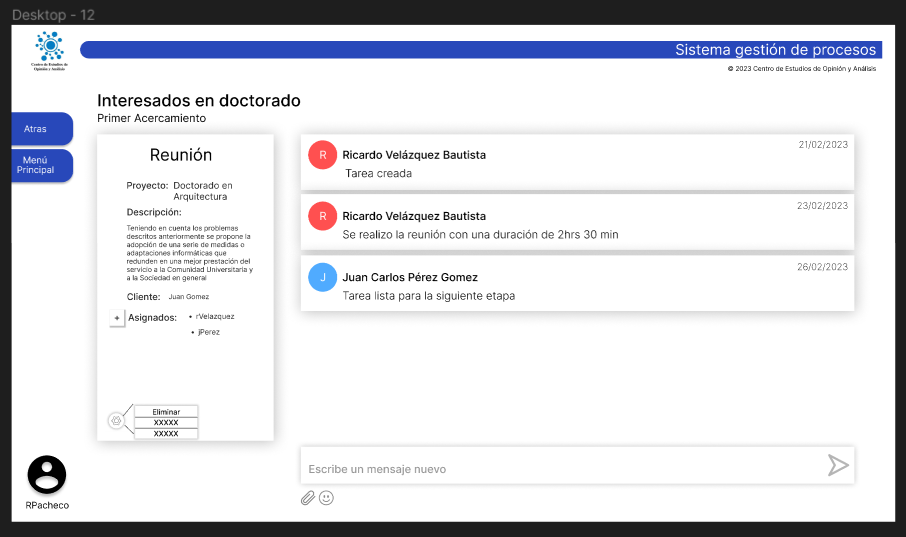 Desktop - 12
Centro de Estudios de
Opinión y Análisis
Sistema gestión de procesos
© 2023 Centro de Estudios de Opinión y Análisis
Interesados en doctorado
Primer Acercamiento
Atras
Menú
Principal
Reunión
Proyecto: Doctorado en
Arquitectura
Descripción:
Teniendo en cuenta los problemas
descritos anteriormente se propone la
adopción de una serie de medidas o
adaptaciones informáticas que
redunden en una mejor prestación del
servicio a la Comunidad Universitaria y
a la Sociedad en general
Cliente: Juan Gomez
+ Asignados: • rVelazquez
• jPerez
Eliminar
XXXXX
XXXXX
RPacheco
21/02/2023
R Ricardo Velázquez Bautista
Tarea creada
23/02/2023
R Ricardo Velázquez Bautista
Se realizo la reunión con una duración de 2hrs 30 min
26/02/2023
J Juan Carlos Pérez Gomez
Tarea lista para la siguiente etapa
Escribe un mensaje nuevo